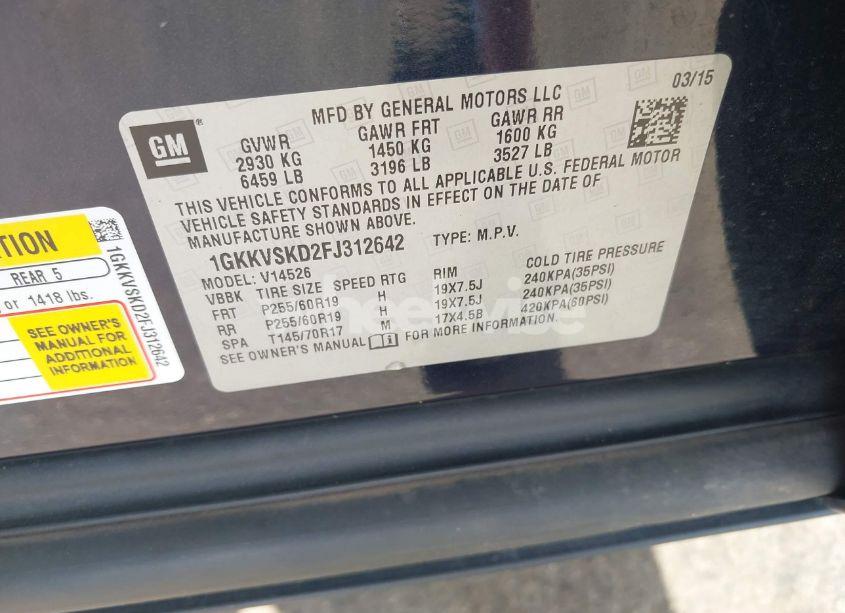 03/15
MFD BY GENERAL MOTORS LLC
GM®
GVWR GAWR FRT GAWR RR
2930 KG 1450 KG 1600 KG
6459 LB 3196 LB 3527 LB
THIS VEHICLE CONFORMS TO ALL APPLICABLE U.S. FEDERAL MOTOR
VEHICLE SAFETY STANDARDS IN EFFECT ON THE DATE OF
MANUFACTURE SHOWN ABOVE.
1GKKVSKD2FJ312642 TYPE: M.P.V.
MODEL: V14526
VBBK TIRE SIZE SPEED RTG RIM COLD TIRE PRESSURE
FRT P255/60R19 H 19X7.5J 240KPA(35PSI)
RR P255/60R19 H 19X7.5J 240KPA(35PSI)
SPA T145/70R17 M 17X4.5B 420KPA(60PSI)
SEE OWNER'S MANUAL FOR MORE INFORMATION.
REAR 5
or 1418 lbs.
SEE OWNER'S
MANUAL FOR
ADDITIONAL
INFORMATION
1GKKVSKD2FJ312642